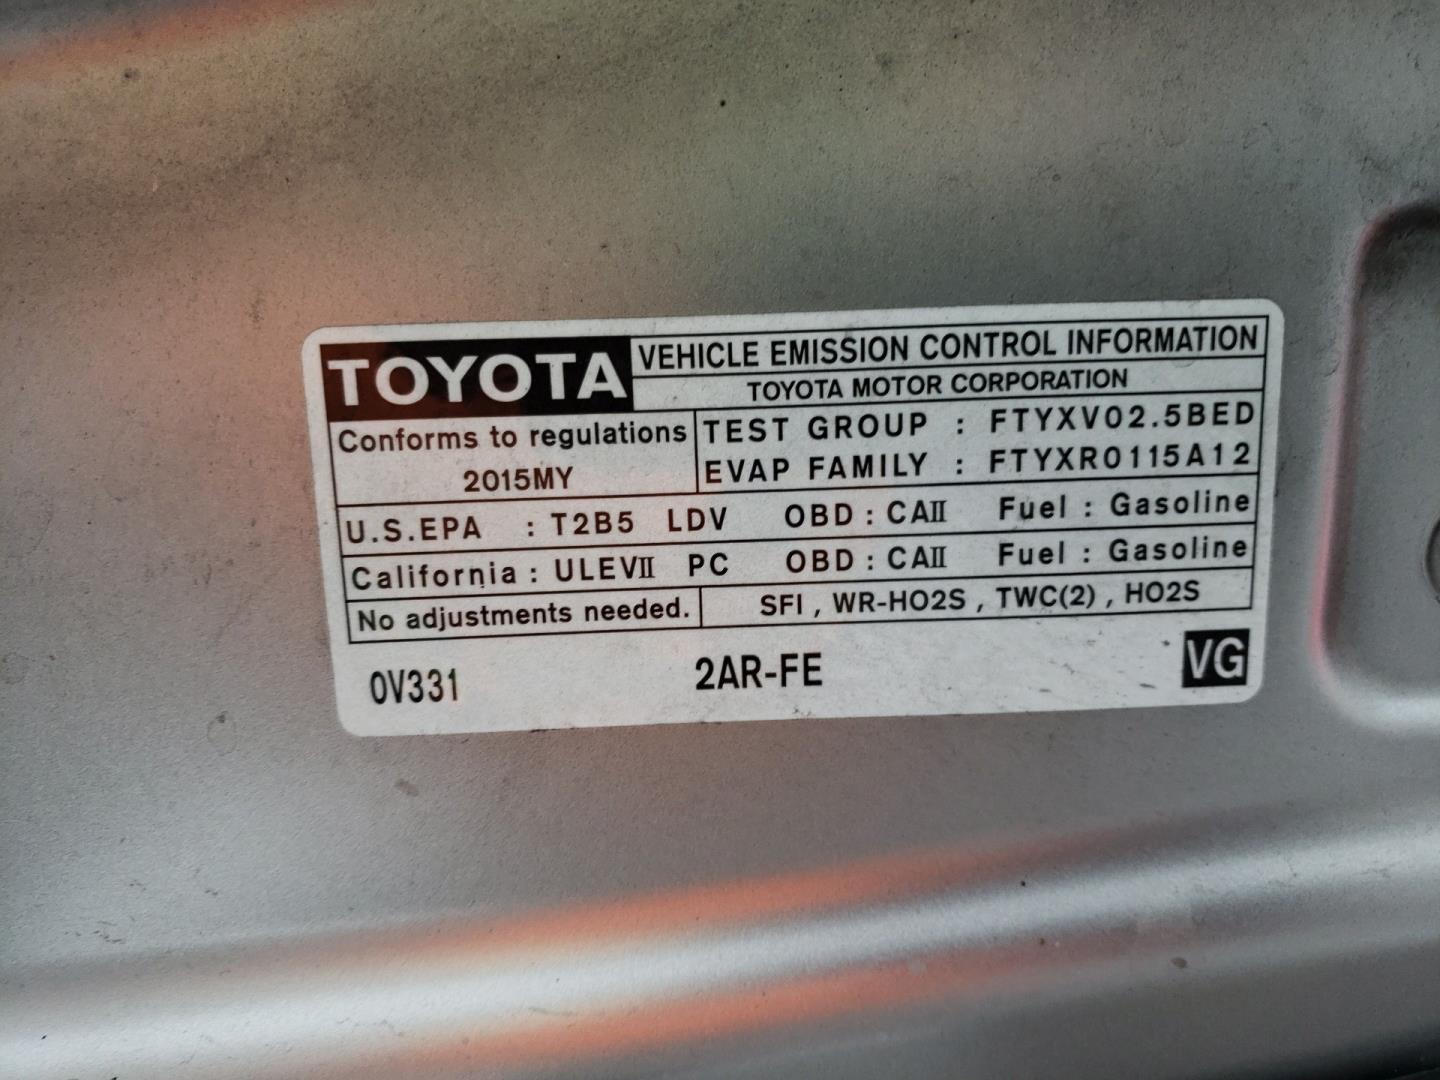 TOYOTA VEHICLE EMISSION CONTROL INFORMATION
TOYOTA MOTOR CORPORATION
Conforms to regulations
2015MY
TEST GROUP : FTYXV02.5BED
EVAP FAMILY : FTYXR0115A12
U.S.EPA : T2B5 LDV OBD : CAII Fuel : Gasoline
California : ULEVII PC OBD : CAII Fuel : Gasoline
No adjustments needed. SFI , WR-HO2S , TWC(2) , HO2S
0V331 2AR-FE VG